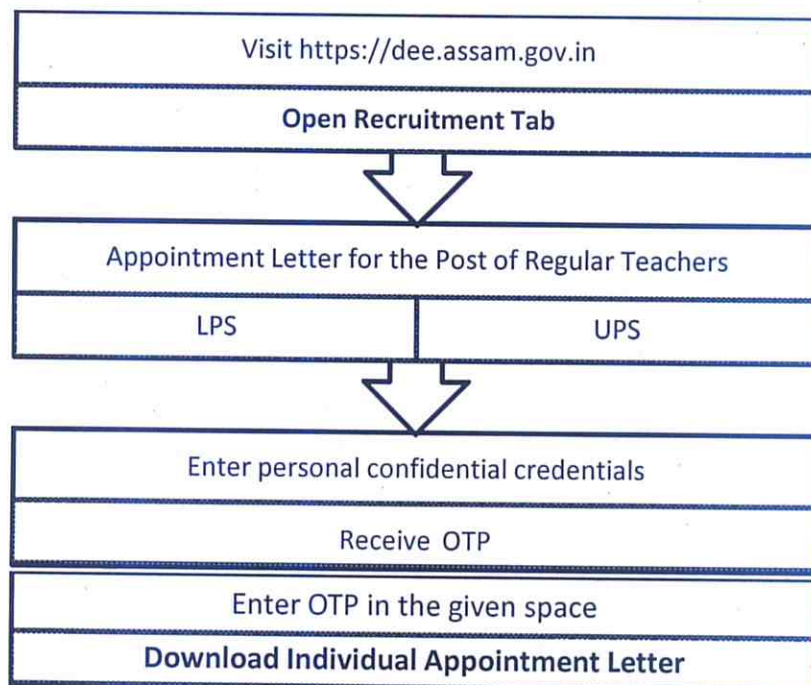 Visit https://dee.assam.gov.in
Open Recruitment Tab
Appointment Letter for the Post of Regular Teachers
LPS
UPS
Enter personal confidential credentials
Receive OTP
Enter OTP in the given space
Download Individual Appointment Letter